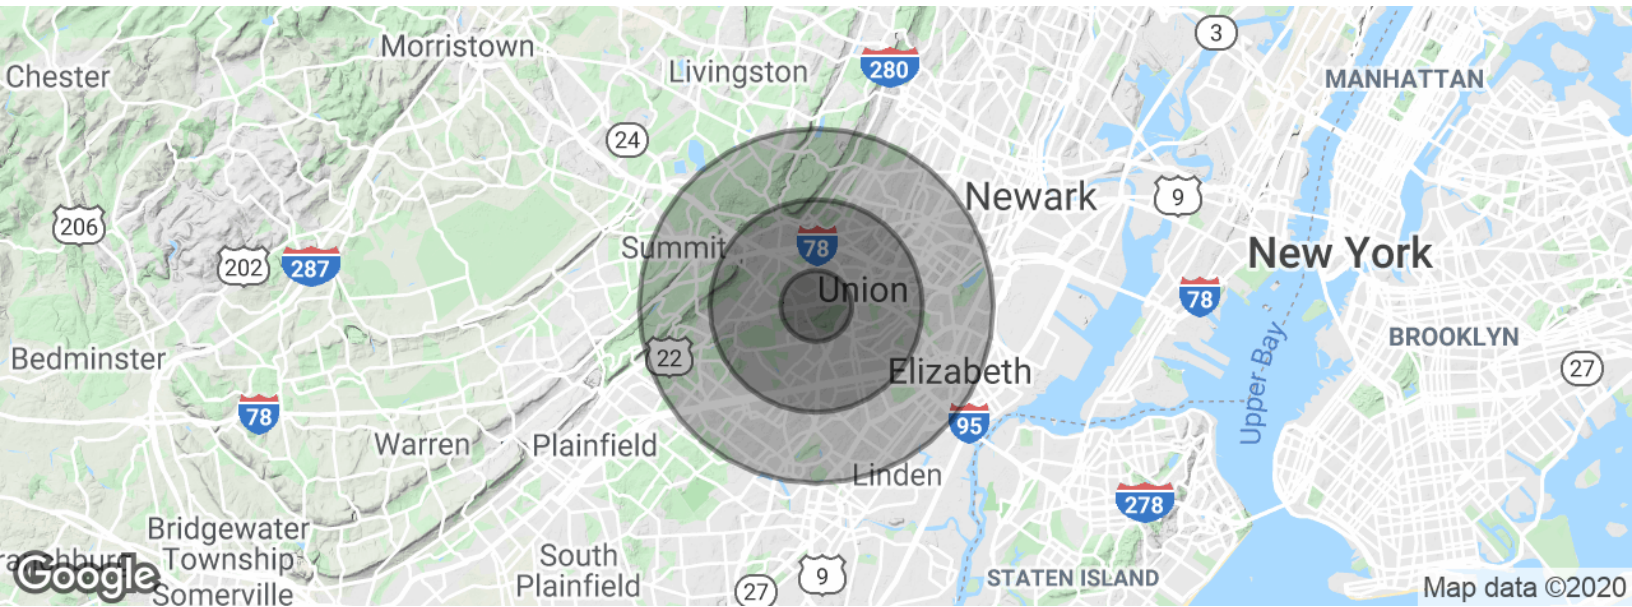 Morristown
3
Chester
Livingston
280
MANHATTAN
24
Newark
9
206
Summit
78
New York
202
287
Union
78
Upper Bay
BROOKLYN
Bedminster
22
Elizabeth
27
78
95
Warren
Plainfield
Linden
278
Bridgewater
Township
South
Plainfield
9
STATEN ISLAND
27
Google
Somerville
Map data ©2020